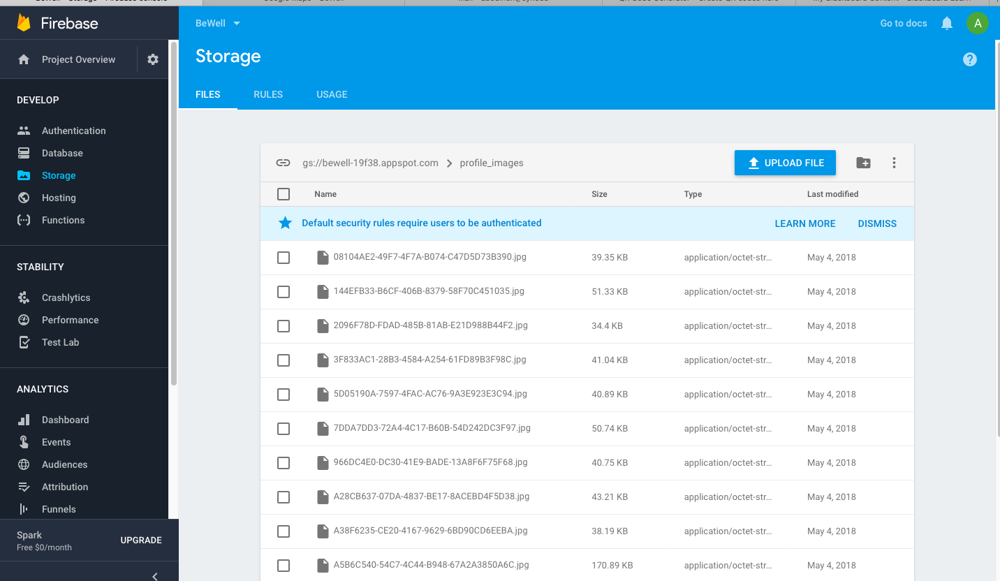 Firebase
BeWell
Go to docs
A
Project Overview
Storage
?
FILES
RULES
USAGE
DEVELOP
Authentication
Database
Storage
Hosting
Functions
STABILITY
Crashlytics
Performance
Test Lab
ANALYTICS
Dashboard
Events
Audiences
Attribution
Funnels
Spark
Free $0/month
UPGRADE
gs://bewell-19f38.appspot.com > profile_images
UPLOAD FILE
Name Size Type Last modified
Default security rules require users to be authenticated LEARN MORE DISMISS
08104AE2-49F7-4F7A-B074-C47D5D73B390.jpg 39.35 KB application/octet-str... May 4, 2018
144EFB33-B6CF-406B-8379-58F70C451035.jpg 51.33 KB application/octet-str... May 4, 2018
2096F78D-FDAD-485B-81AB-E21D988B44F2.jpg 34.4 KB application/octet-str... May 4, 2018
3F833AC1-28B3-4584-A254-61FD89B3F98C.jpg 41.04 KB application/octet-str... May 4, 2018
5D05190A-7597-4FAC-AC76-9A3E923E3C94.jpg 40.89 KB application/octet-str... May 4, 2018
7DDA7DD3-72A4-4C17-B60B-54D242DC3F97.jpg 50.74 KB application/octet-str... May 4, 2018
966DC4E0-DC30-41E9-BADE-13A8F6F75F68.jpg 40.75 KB application/octet-str... May 4, 2018
A28CB637-07DA-4837-BE17-8ACEBD4F5D38.jpg 43.21 KB application/octet-str... May 4, 2018
A38F6235-CE20-4167-9629-6BD90CD6EEBA.jpg 38.19 KB application/octet-str... May 4, 2018
A5B6C540-54C7-4C44-B948-67A2A3850A6C.jpg 170.89 KB application/octet-str... May 4, 2018